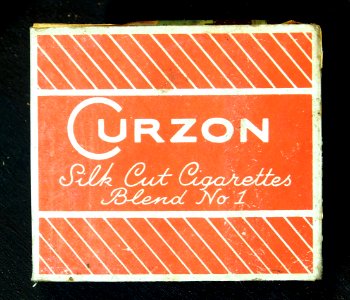 CURZON
Silk Cut Cigarettes
Blend No 1